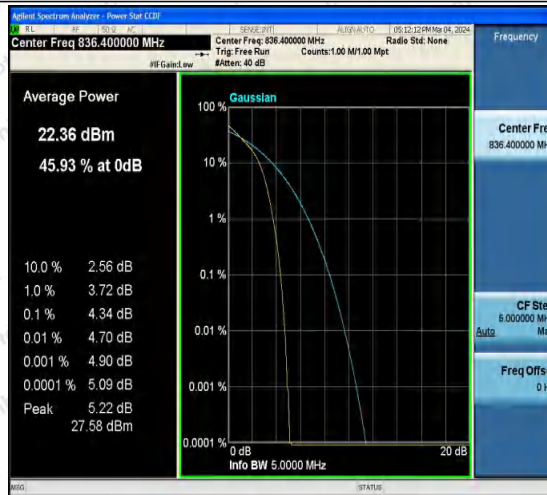 Agilent Spectrum Analyzer - Power Stat CCDF
RL RF 50 Ω AC SENSE:INT ALIGN AUTO 05:12:12 PM Mar 04, 2024
Center Freq 836.400000 MHz
Center Freq: 836.400000 MHz Radio Std: None
Trig: Free Run Counts:1.00 M/1.00 Mpt
#IFGain:Low #Atten: 40 dB
Frequency
Average Power
22.36 dBm
45.93 % at 0dB
10.0 % 2.56 dB
1.0 % 3.72 dB
0.1 % 4.34 dB
0.01 % 4.70 dB
0.001 % 4.90 dB
0.0001 % 5.09 dB
Peak 5.22 dB
27.58 dBm
Gaussian
100 %
10 %
1 %
0.1 %
0.01 %
0.001 %
0.0001 %
0 dB 20 dB
Info BW 5.0000 MHz
Center Fre
836.400000 MH
CF Ste
5.000000 MH
Auto Ma
Freq Offs
0 H
MSG STATUS